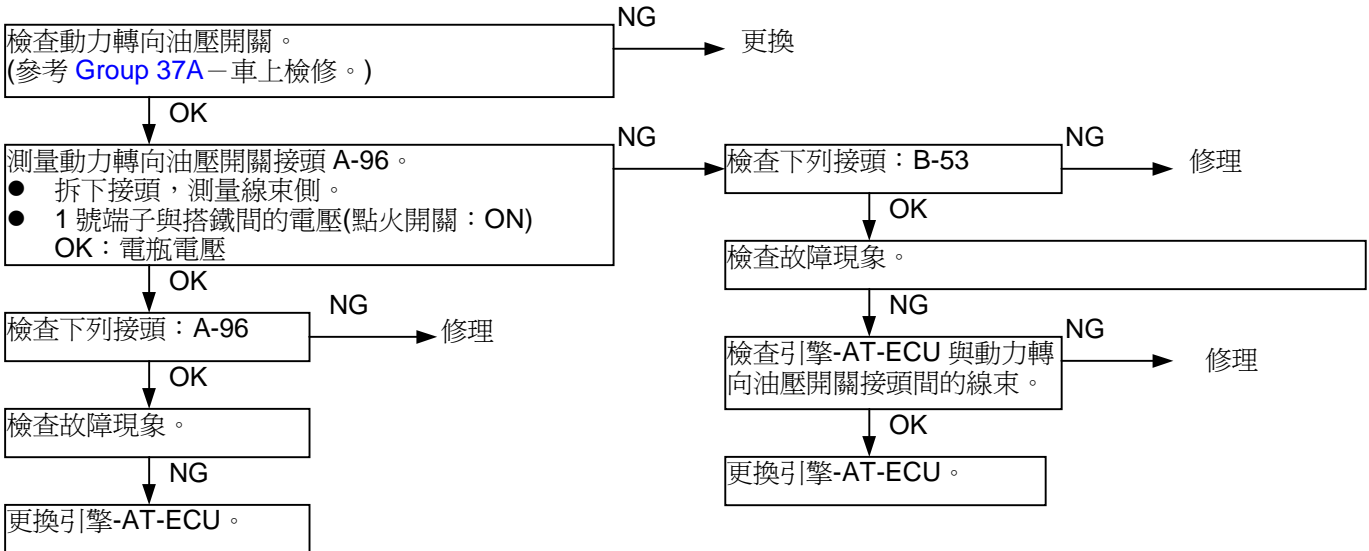 檢查動力轉向油壓開關。
(參考 Group 37A－車上檢修。)
NG
更換
OK
測量動力轉向油壓開關接頭 A-96。
● 拆下接頭，測量線束側。
● 1 號端子與搭鐵間的電壓(點火開關：ON)
OK：電瓶電壓
NG
檢查下列接頭：B-53
NG
修理
OK
檢查故障現象。
NG
檢查引擎-AT-ECU 與動力轉
向油壓開關接頭間的線束。
NG
修理
OK
更換引擎-AT-ECU。
OK
檢查下列接頭：A-96
NG
修理
OK
檢查故障現象。
NG
更換引擎-AT-ECU。